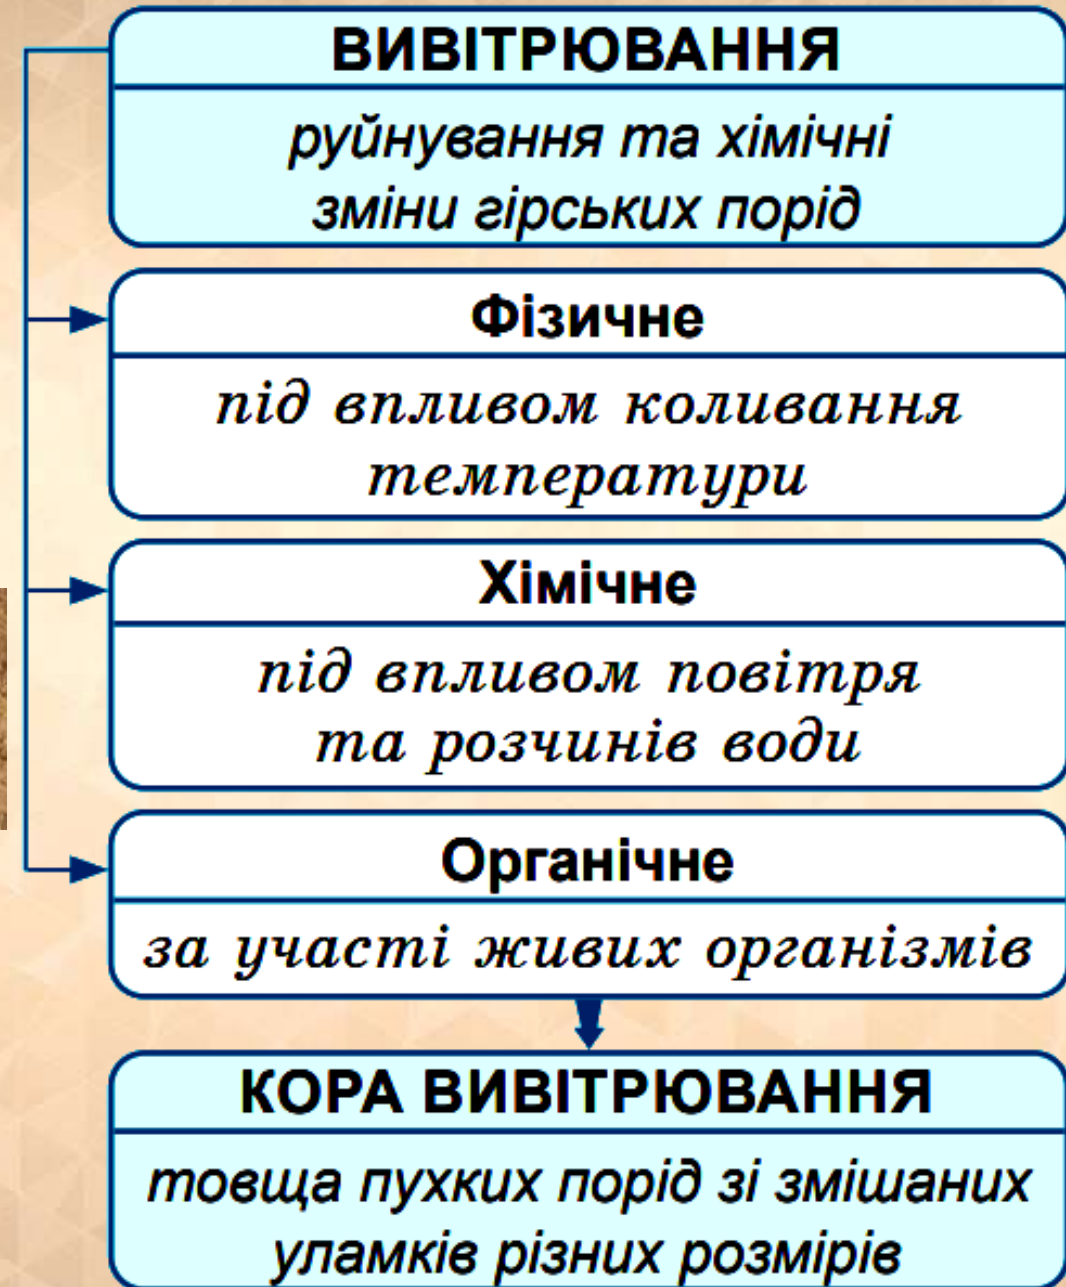 ВИВІТРЮВАННЯ
руйнування та хімічні
зміни гірських порід
Фізичне
під впливом коливання
температури
Хімічне
під впливом повітря
та розчинів води
Органічне
за участі живих організмів
КОРА ВИВІТРЮВАННЯ
товща пухких порід зі змішаних
уламків різних розмірів